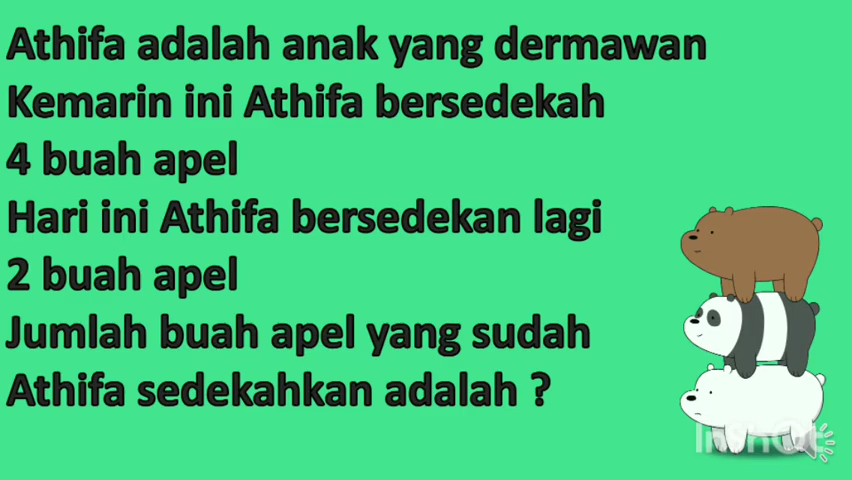 Athifa adalah anak yang dermawan
Kemarin ini Athifa bersedekah
4 buah apel
Hari ini Athifa bersedekan lagi
2 buah apel
Jumlah buah apel yang sudah
Athifa sedekahkan adalah ?
InShOt